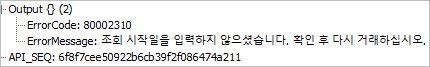 Output {} (2)
ErrorCode: 80002310
ErrorMessage: 조회 시작일을 입력하지 않으셨습니다. 확인 후 다시 거래하십시오.
API_SEQ: 6f8f7cee50922b6cb39f2f086474a211